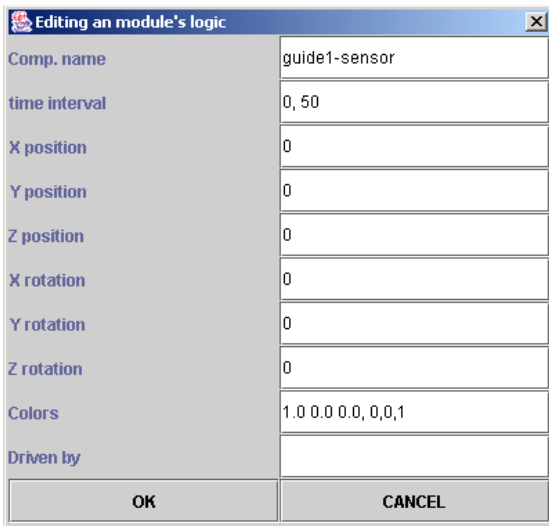 Editing an module's logic
Comp. name guide1-sensor
time interval 0, 50
X position 0
Y position 0
Z position 0
X rotation 0
Y rotation 0
Z rotation 0
Colors 1.0 0.0 0.0, 0,0,1
Driven by
OK CANCEL